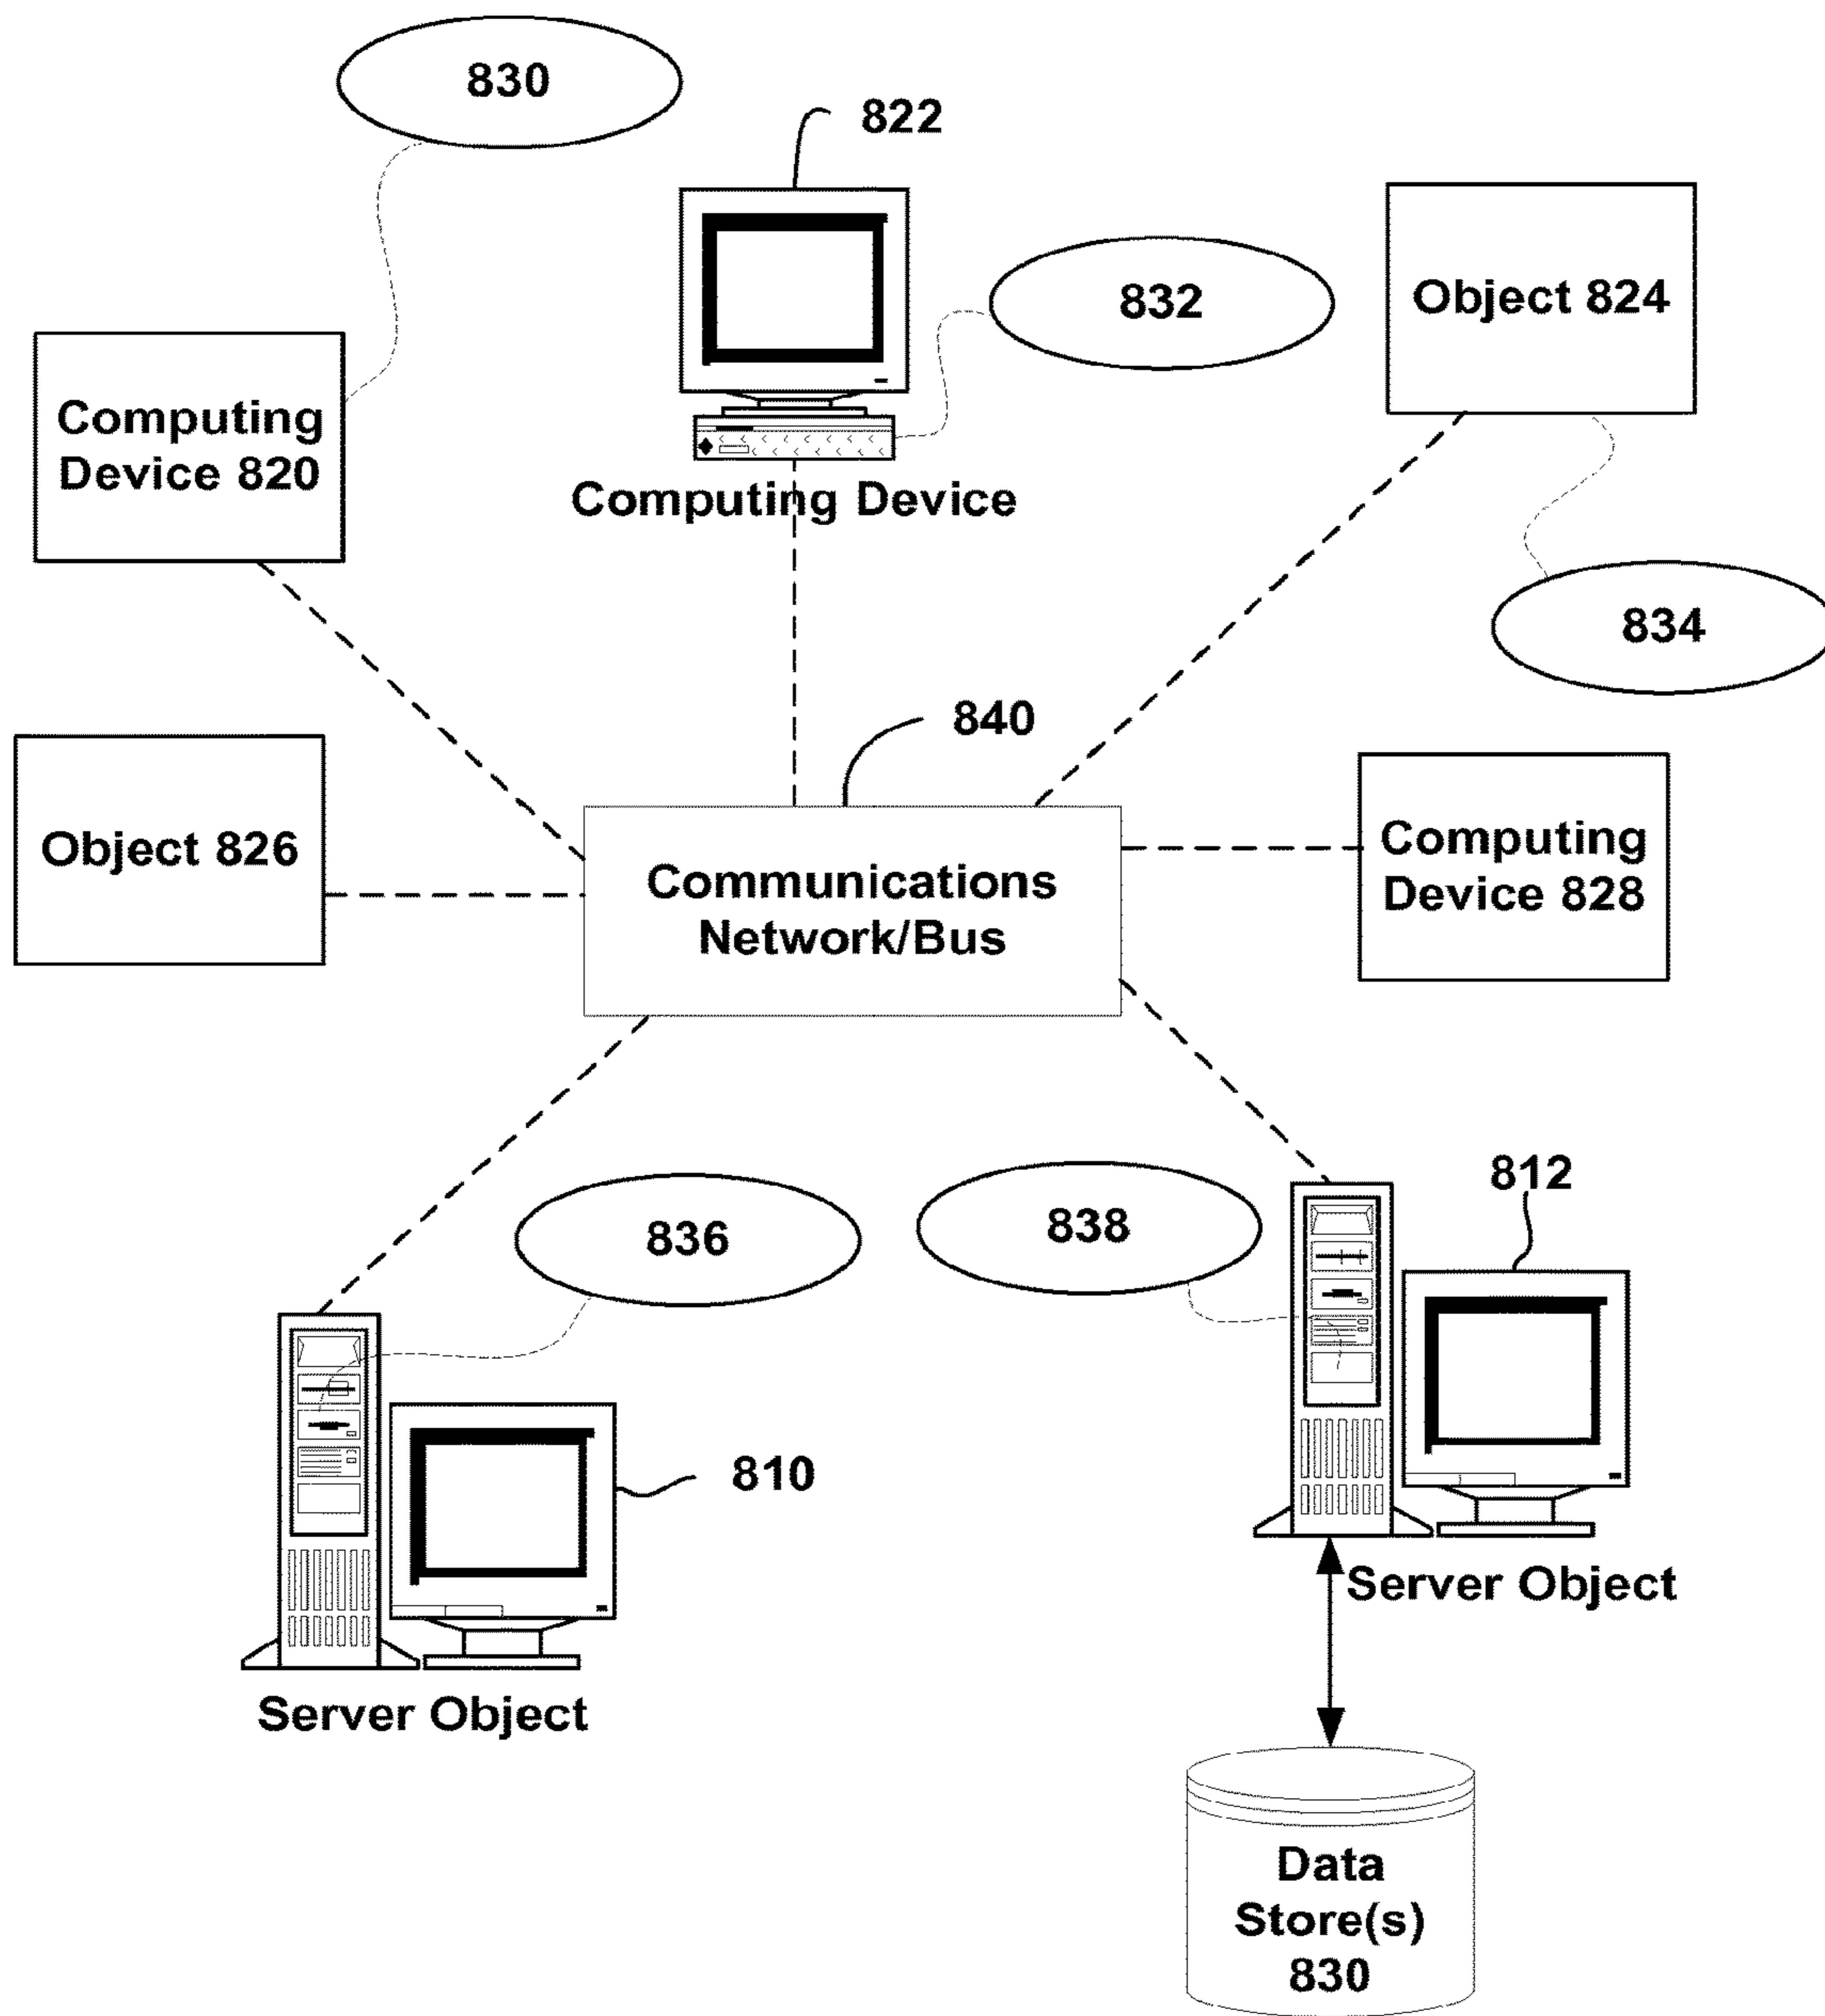 830
822
832
Object 824
Computing
Device 820
Computing Device
834
840
Object 826
Communications
Network/Bus
Computing
Device 828
836
838
812
810
Server Object
Server Object
Data
Store(s)
830